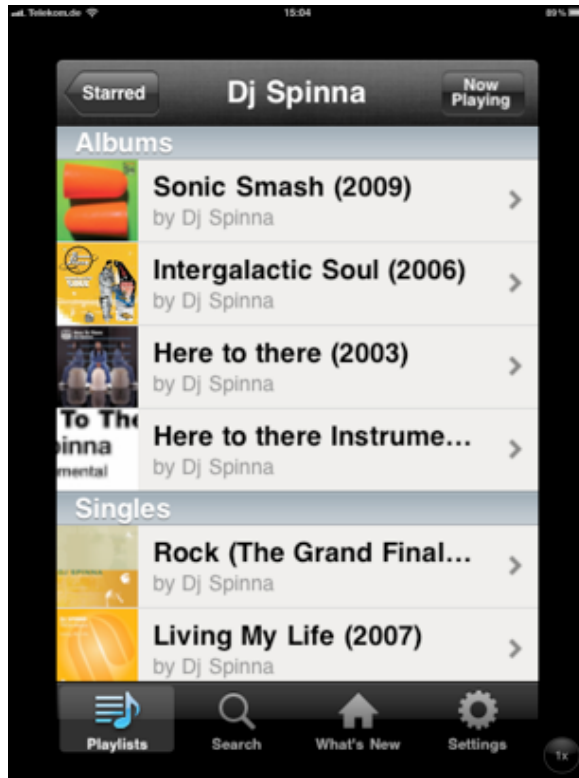 Telekom.de 15:04 89 %
Starred
Dj Spinna
Now
Playing
Albums
Sonic Smash (2009)
by Dj Spinna
Intergalactic Soul (2006)
by Dj Spinna
Here to there (2003)
by Dj Spinna
To The
pinna
mental
Here to there Instrume...
by Dj Spinna
Singles
DJ SPINNA
Rock (The Grand Final...
by Dj Spinna
Living My Life (2007)
by Dj Spinna
Playlists Search What's New Settings
1x